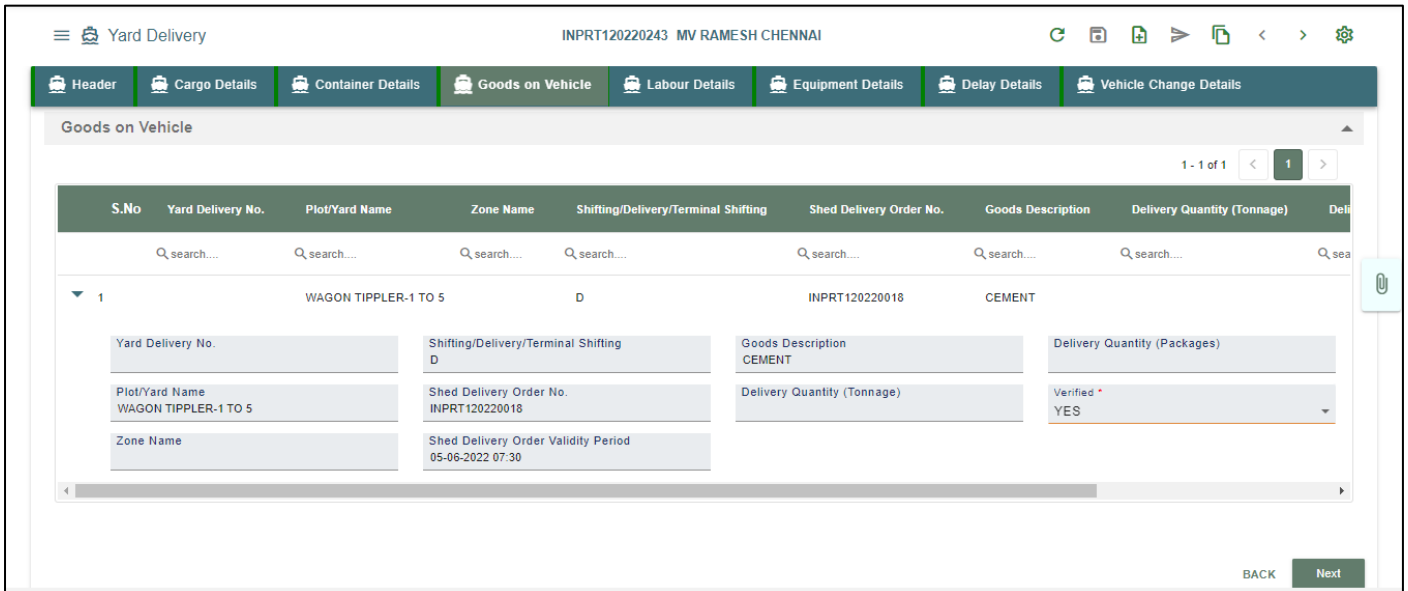 Yard Delivery INPRT120220243 MV RAMESH CHENNAI
Header Cargo Details Container Details Goods on Vehicle Labour Details Equipment Details Delay Details Vehicle Change Details
Goods on Vehicle
1 - 1 of 1 1
S.No Yard Delivery No. Plot/Yard Name Zone Name Shifting/Delivery/Terminal Shifting Shed Delivery Order No. Goods Description Delivery Quantity (Tonnage) Deli
search.... search.... search.... search.... search.... search.... search.... sea
1 WAGON TIPPLER-1 TO 5 D INPRT120220018 CEMENT
Yard Delivery No. Shifting/Delivery/Terminal Shifting Goods Description Delivery Quantity (Packages)
D CEMENT
Plot/Yard Name Shed Delivery Order No. Delivery Quantity (Tonnage) Verified *
WAGON TIPPLER-1 TO 5 INPRT120220018 YES
Zone Name Shed Delivery Order Validity Period
05-06-2022 07:30
BACK Next